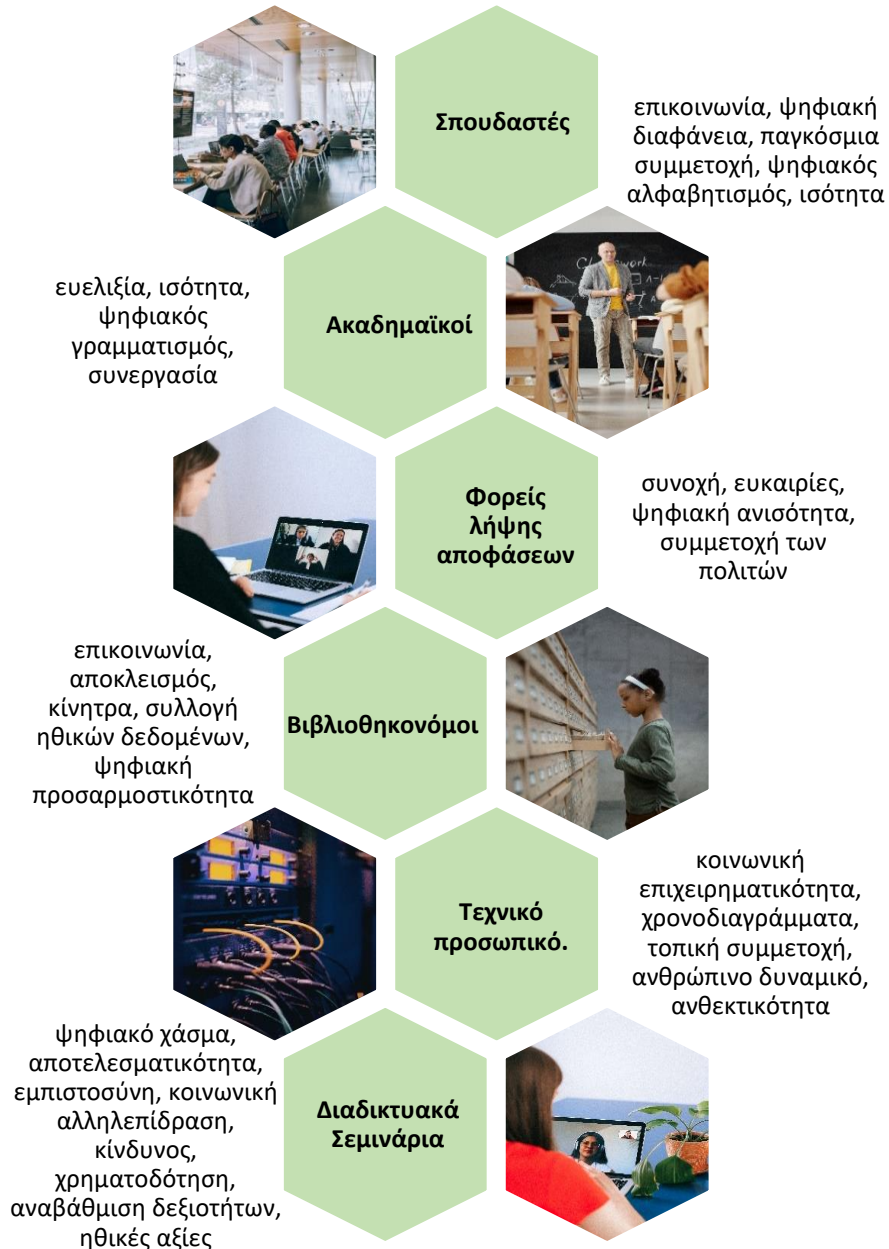 Σπουδαστές
επικοινωνία, ψηφιακή
διαφάνεια, παγκόσμια
συμμετοχή, ψηφιακός
αλφαβητισμός, ισότητα
ευελιξία, ισότητα,
ψηφιακός
γραμματισμός,
συνεργασία
Ακαδημαϊκοί
Φορείς
λήψης
αποφάσεων
συνοχή, ευκαιρίες,
ψηφιακή ανισότητα,
συμμετοχή των
πολιτών
επικοινωνία,
αποκλεισμός,
κίνητρα, συλλογή
ηθικών δεδομένων,
ψηφιακή
προσαρμοστικότητα
Βιβλιοθηκονόμοι
Τεχνικό
προσωπικό.
κοινωνική
επιχειρηματικότητα,
χρονοδιαγράμματα,
τοπική συμμετοχή,
ανθρώπινο δυναμικό,
ανθεκτικότητα
ψηφιακό χάσμα,
αποτελεσματικότητα,
εμπιστοσύνη, κοινωνική
αλληλεπίδραση,
κίνδυνος,
χρηματοδότηση,
αναβάθμιση δεξιοτήτων,
ηθικές αξίες
Διαδικτυακά
Σεμινάρια